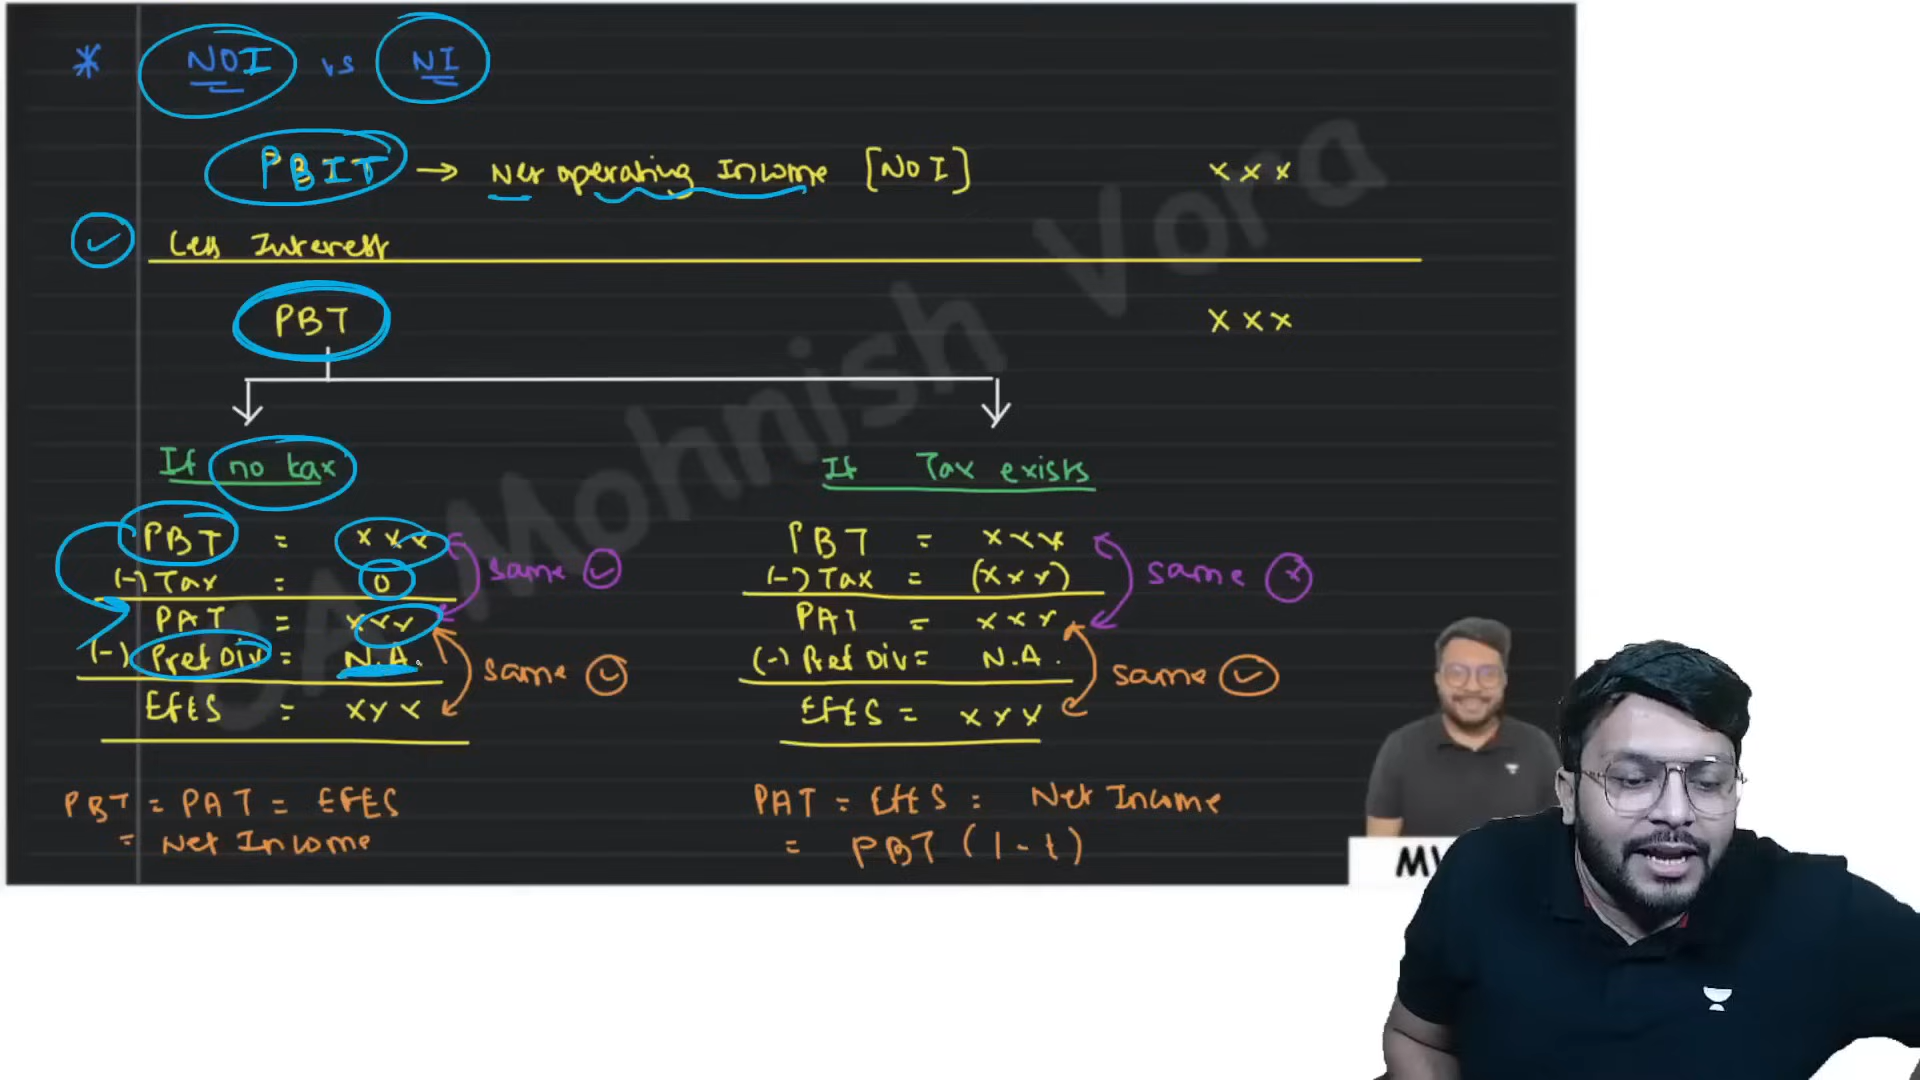 * NOI vs NI
PBIT → Net operating Income [NOI] xxx
Less Interest
PBT xxx
If no tax
If Tax exists
PBT = xxx
(-) Tax = 0
PAT = xxx
(-) Pref Div = N.A.
EFES = xxx
same
same
PBT = PAT = EFES
= Net Income
PBT = xxx
(-) Tax = (xxx)
PAT = xxx
(-) Pref Div = N.A.
EFES = xxx
same
same
PAT = EFES = Net Income
= PBT (1-t)
CA Mohnish Vora